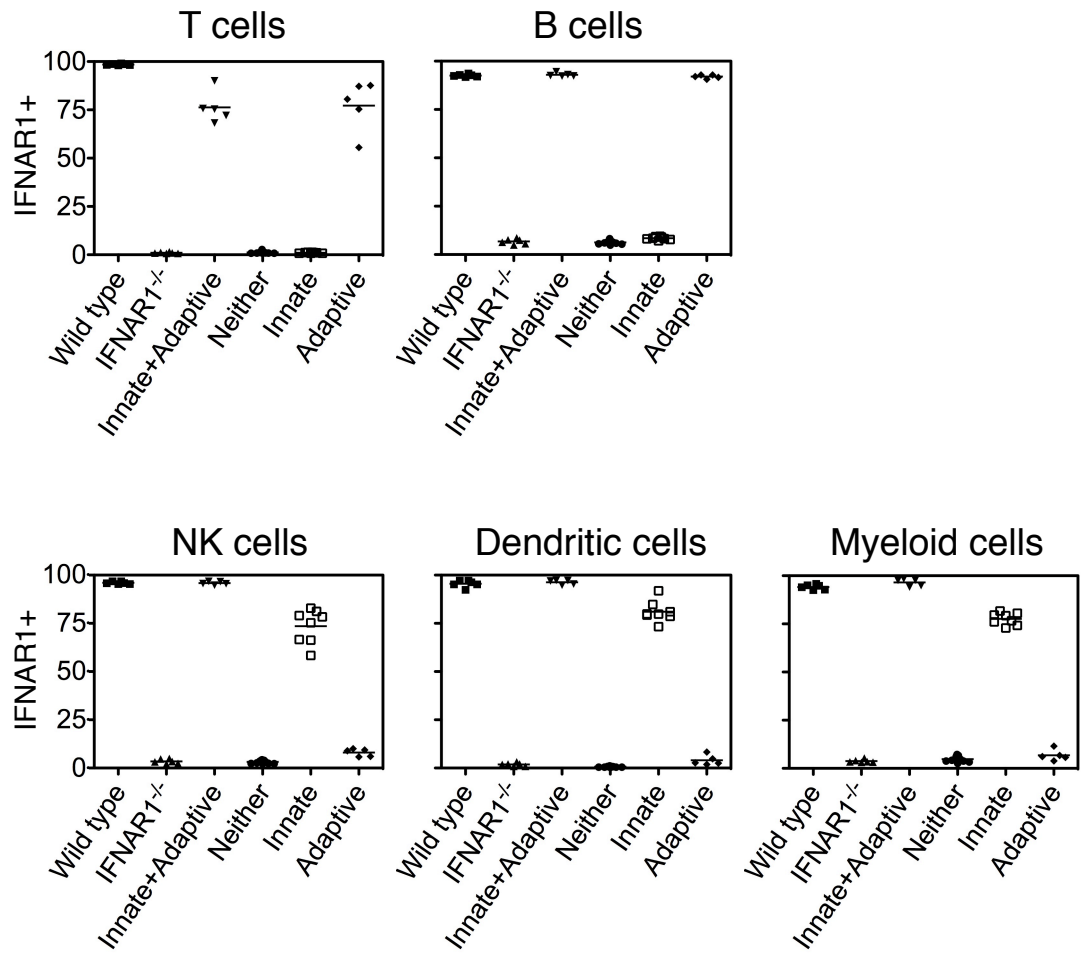 T cells
B cells
IFNAR1+
100
75
50
25
0
Wild type
IFNAR1-/-
Innate+Adaptive
Neither
Innate
Adaptive
Wild type
IFNAR1-/-
Innate+Adaptive
Neither
Innate
Adaptive
NK cells
Dendritic cells
Myeloid cells
IFNAR1+
100
75
50
25
0
Wild type
IFNAR1-/-
Innate+Adaptive
Neither
Innate
Adaptive
Wild type
IFNAR1-/-
Innate+Adaptive
Neither
Innate
Adaptive
Wild type
IFNAR1-/-
Innate+Adaptive
Neither
Innate
Adaptive